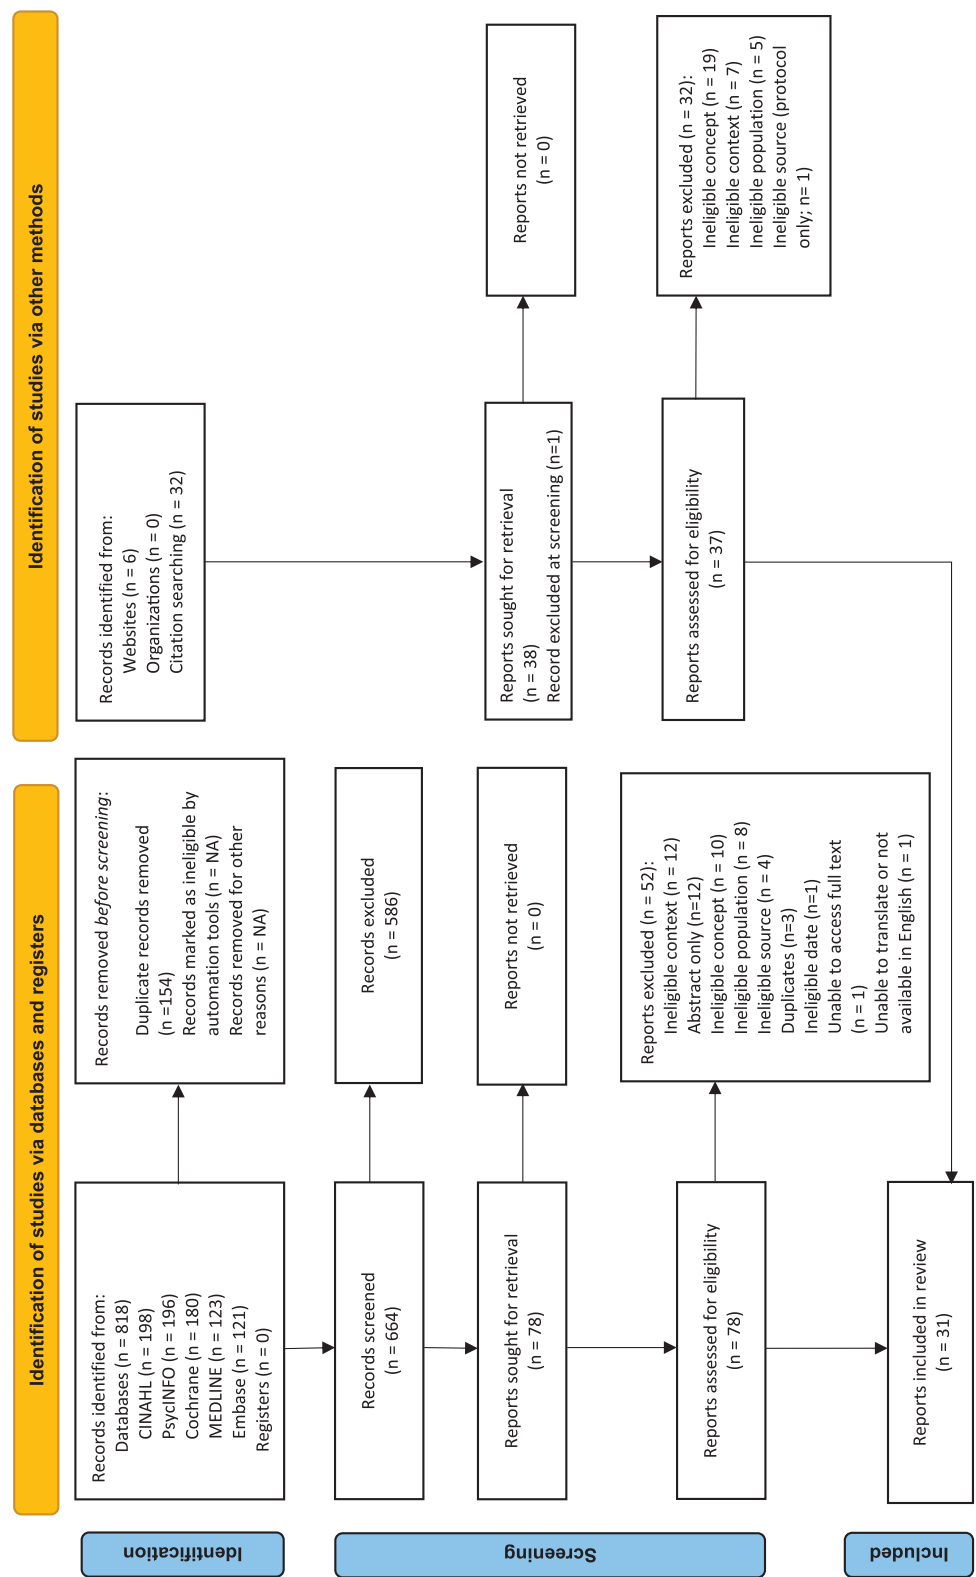 Identification of studies via databases and registers
Identification of studies via other methods
Identification
Records identified from:
Databases (n = 818)
CINAHL (n = 198)
PsycINFO (n = 196)
Cochrane (n = 180)
MEDLINE (n = 123)
Embase (n = 121)
Registers (n = 0)
Records removed before screening:
Duplicate records removed
(n =154)
Records marked as ineligible by
automation tools (n = NA)
Records removed for other
reasons (n = NA)
Records identified from:
Websites (n = 6)
Organizations (n = 0)
Citation searching (n = 32)
Screening
Records screened
(n = 664)
Records excluded
(n = 586)
Reports sought for retrieval
(n = 78)
Reports not retrieved
(n = 0)
Reports sought for retrieval
(n = 38)
Record excluded at screening (n=1)
Reports not retrieved
(n = 0)
Reports assessed for eligibility
(n = 78)
Reports excluded (n = 52):
Ineligible context (n = 12)
Abstract only (n=12)
Ineligible concept (n = 10)
Ineligible population (n = 8)
Ineligible source (n = 4)
Duplicates (n=3)
Ineligible date (n=1)
Unable to access full text
(n = 1)
Unable to translate or not
available in English (n = 1)
Reports assessed for eligibility
(n = 37)
Reports excluded (n = 32):
Ineligible concept (n = 19)
Ineligible context (n = 7)
Ineligible population (n = 5)
Ineligible source (protocol
only; n= 1)
Included
Reports included in review
(n = 31)